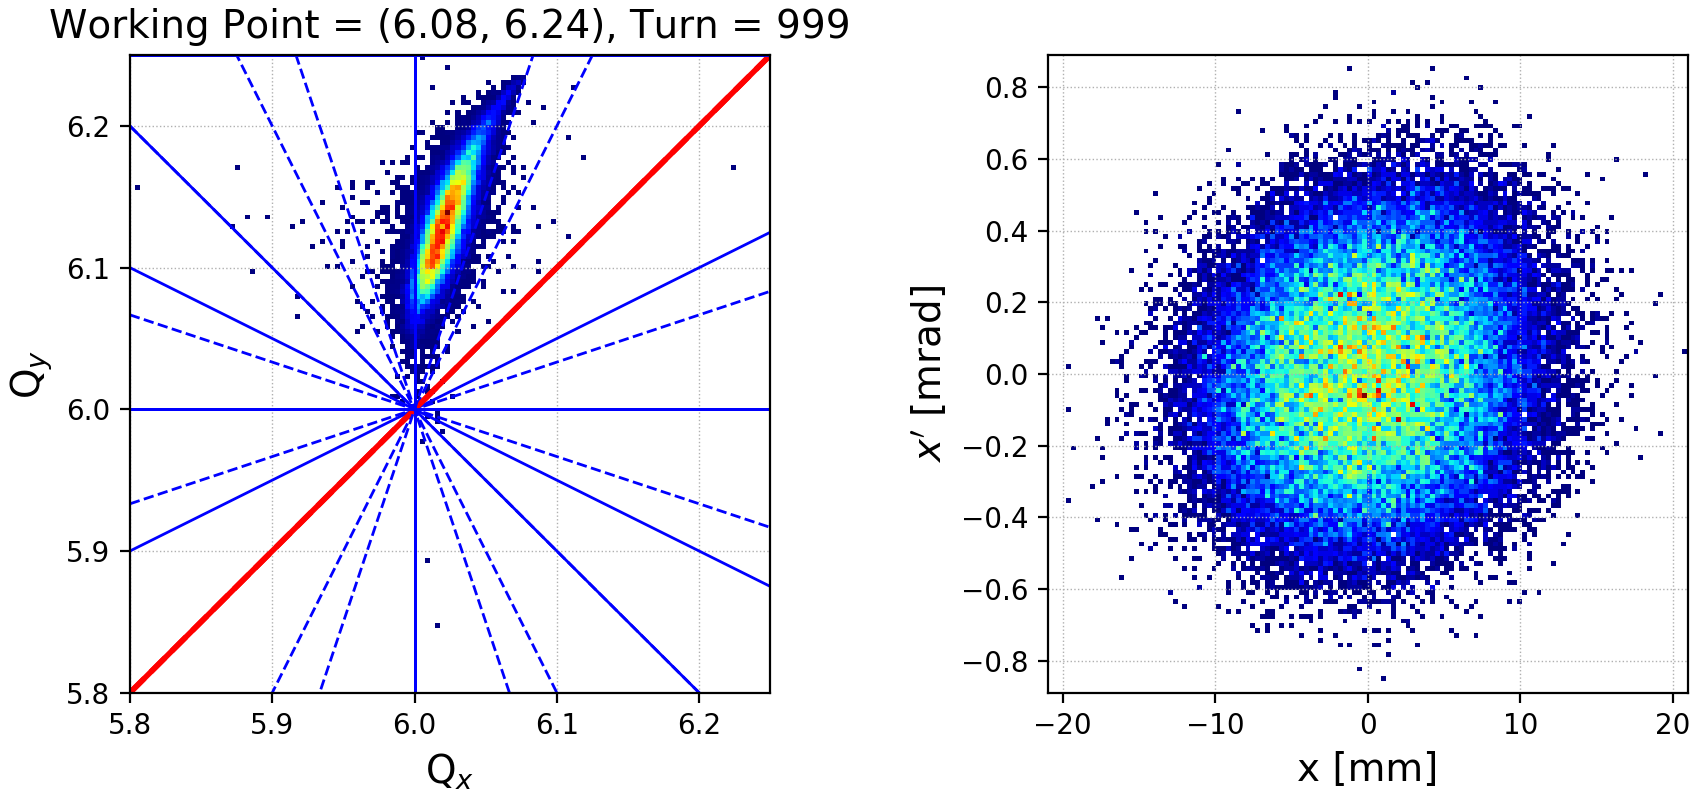 Working Point = (6.08, 6.24), Turn = 999
6.2
6.1
6.0
5.9
5.8
Q_y
5.8 5.9 6.0 6.1 6.2
Q_x
0.8
0.6
0.4
0.2
0.0
−0.2
−0.4
−0.6
−0.8
x′ [mrad]
−20 −10 0 10 20
x [mm]